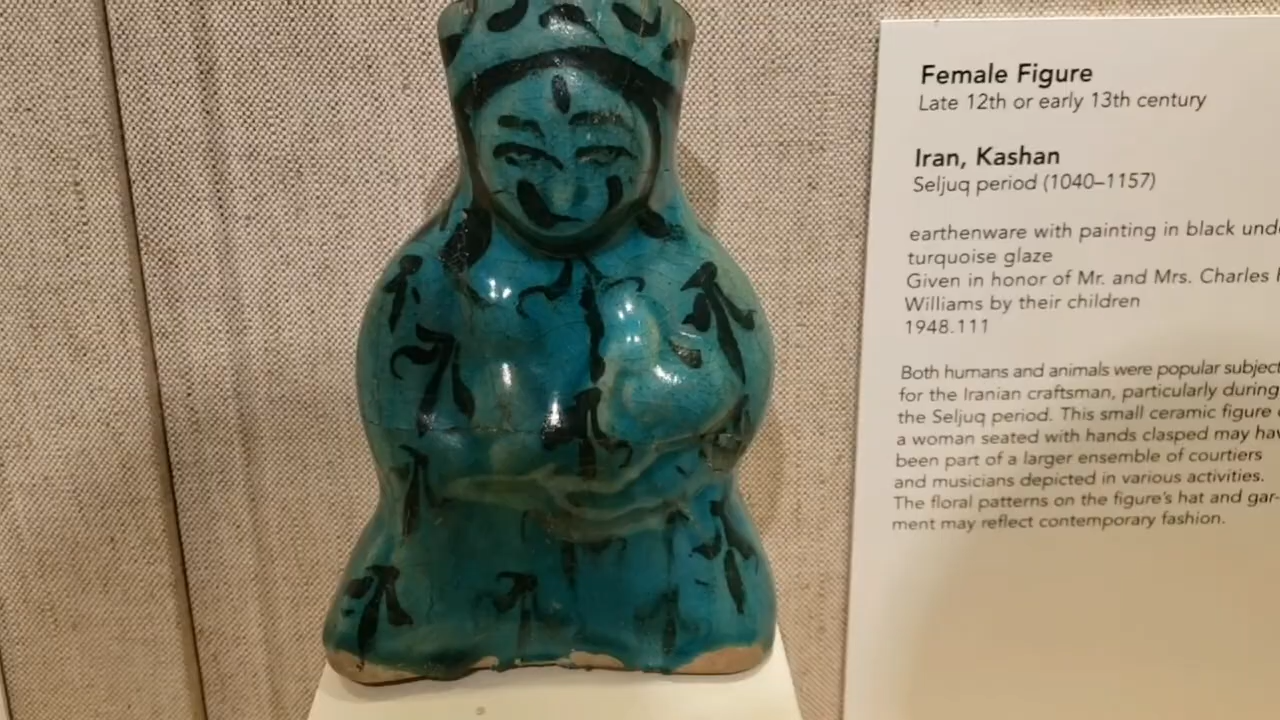 Female Figure
Late 12th or early 13th century
Iran, Kashan
Seljuq period (1040–1157)
earthenware with painting in black
turquoise glaze
Given in honor of Mr. and Mrs. Charles
Williams by their children
1948.111
Both humans and animals were popular
for the Iranian craftsman, particularly during
the Seljuq period. This small ceramic figure
a woman seated with hands clasped may
been part of a larger ensemble of courtiers
and musicians depicted in various activities.
The floral patterns on the figure's hat and gar-
ment may reflect contemporary fashion.